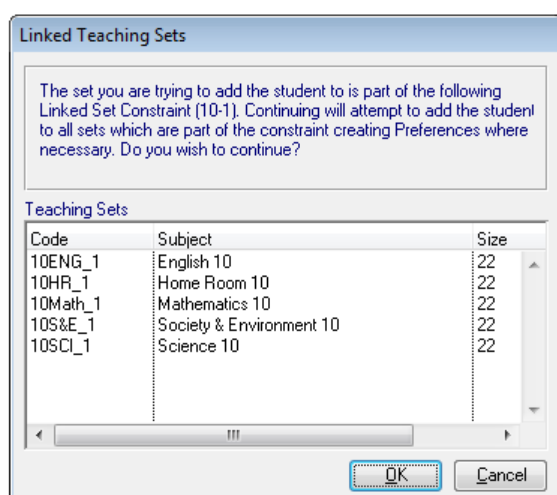 Linked Teaching Sets
The set you are trying to add the student to is part of the following
Linked Set Constraint (10-1). Continuing will attempt to add the student
to all sets which are part of the constraint creating Preferences where
necessary. Do you wish to continue?
Teaching Sets
Code Subject Size
10ENG_1 English 10 22
10HR_1 Home Room 10 22
10Math_1 Mathematics 10 22
10S&E_1 Society & Environment 10 22
10SCI_1 Science 10 22
OK Cancel